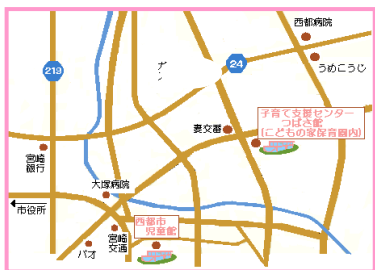 西都病院
24
うめこうじ
219
子育て支援センター
つばさ館
(こどもの家保育園内)
妻交番
宮崎
銀行
大塚病院
市役所
西都市
児童館
宮崎
交通
パオ